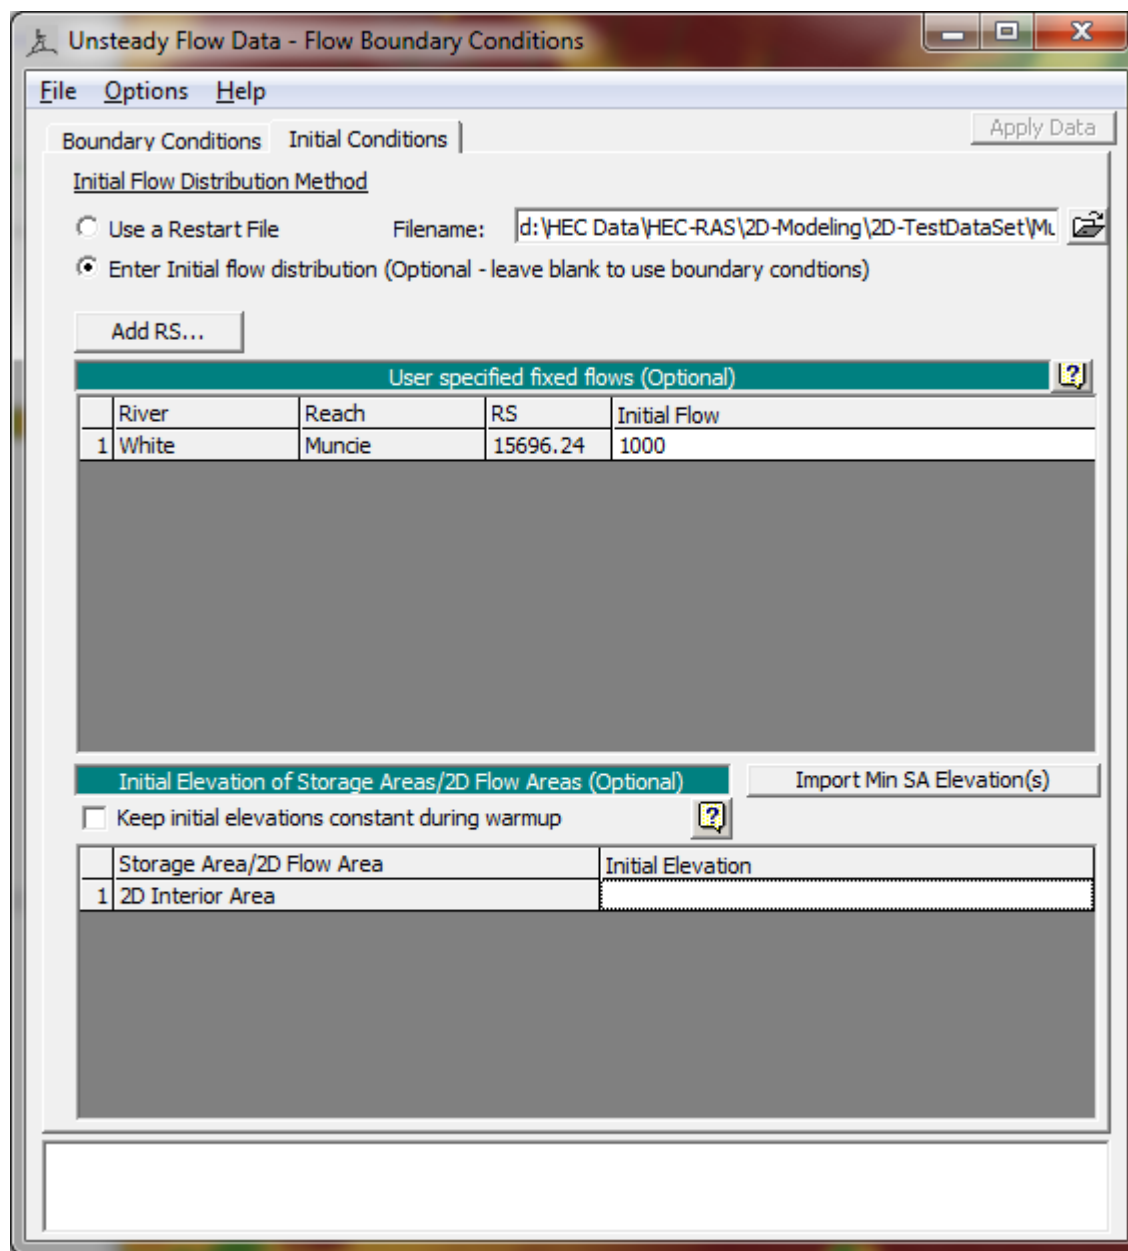 Unsteady Flow Data - Flow Boundary Conditions
File Options Help
Boundary Conditions Initial Conditions Apply Data
Initial Flow Distribution Method
Use a Restart File Filename: d:\HEC Data\HEC-RAS\2D-Modeling\2D-TestDataSet\Mu
Enter Initial flow distribution (Optional - leave blank to use boundary condtions)
Add RS...
User specified fixed flows (Optional)
River Reach RS Initial Flow
1 White Muncie 15696.24 1000
Initial Elevation of Storage Areas/2D Flow Areas (Optional) Import Min SA Elevation(s)
Keep initial elevations constant during warmup
Storage Area/2D Flow Area Initial Elevation
1 2D Interior Area